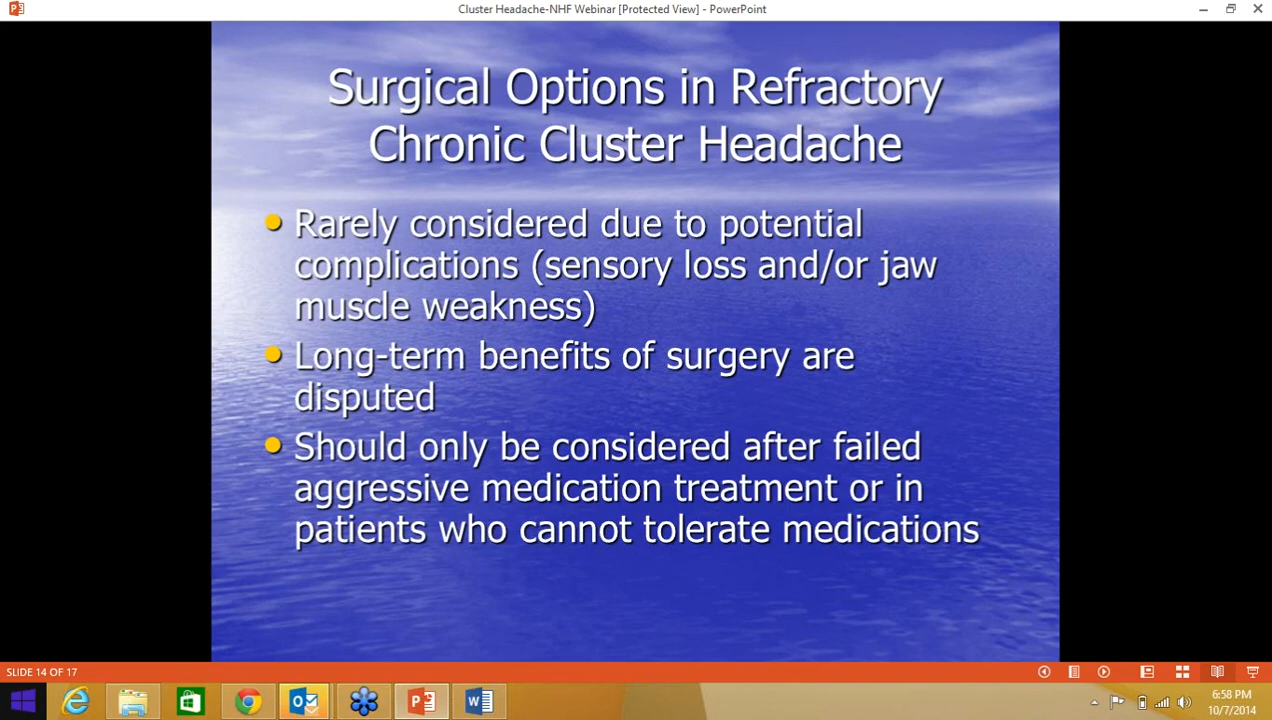 Cluster Headache-NHF Webinar [Protected View] - PowerPoint
Surgical Options in Refractory
Chronic Cluster Headache
• Rarely considered due to potential
complications (sensory loss and/or jaw
muscle weakness)
• Long-term benefits of surgery are
disputed
• Should only be considered after failed
aggressive medication treatment or in
patients who cannot tolerate medications
SLIDE 14 OF 17
6:58 PM
10/7/2014